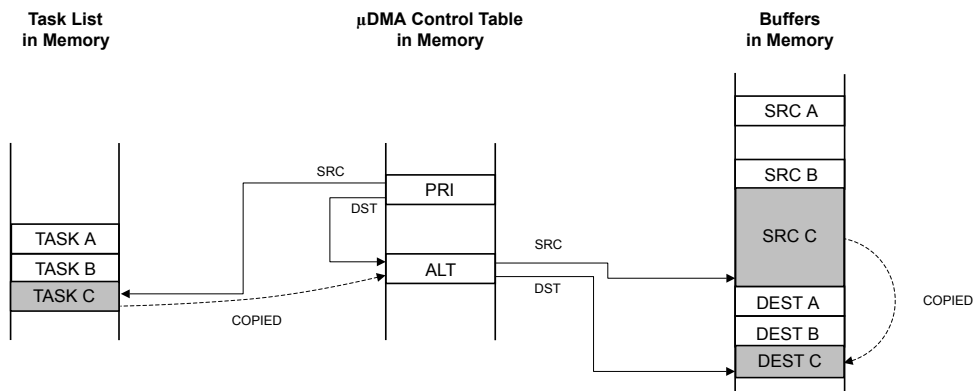 Task List
in Memory
µDMA Control Table
in Memory
Buffers
in Memory
SRC A
SRC B
SRC
PRI
DST
SRC C
TASK A
TASK B
TASK C
ALT
SRC
DST
COPIED
DEST A
DEST B
DEST C
COPIED